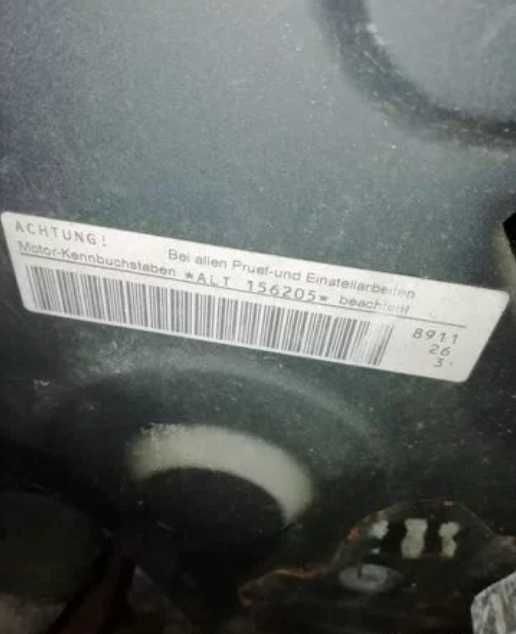 ACHTUNG!
Bei allen Pruef-und Einstellarbeiten
Motor-Kennbuchstaben *ALT 156205* beachten!
8911
26
3